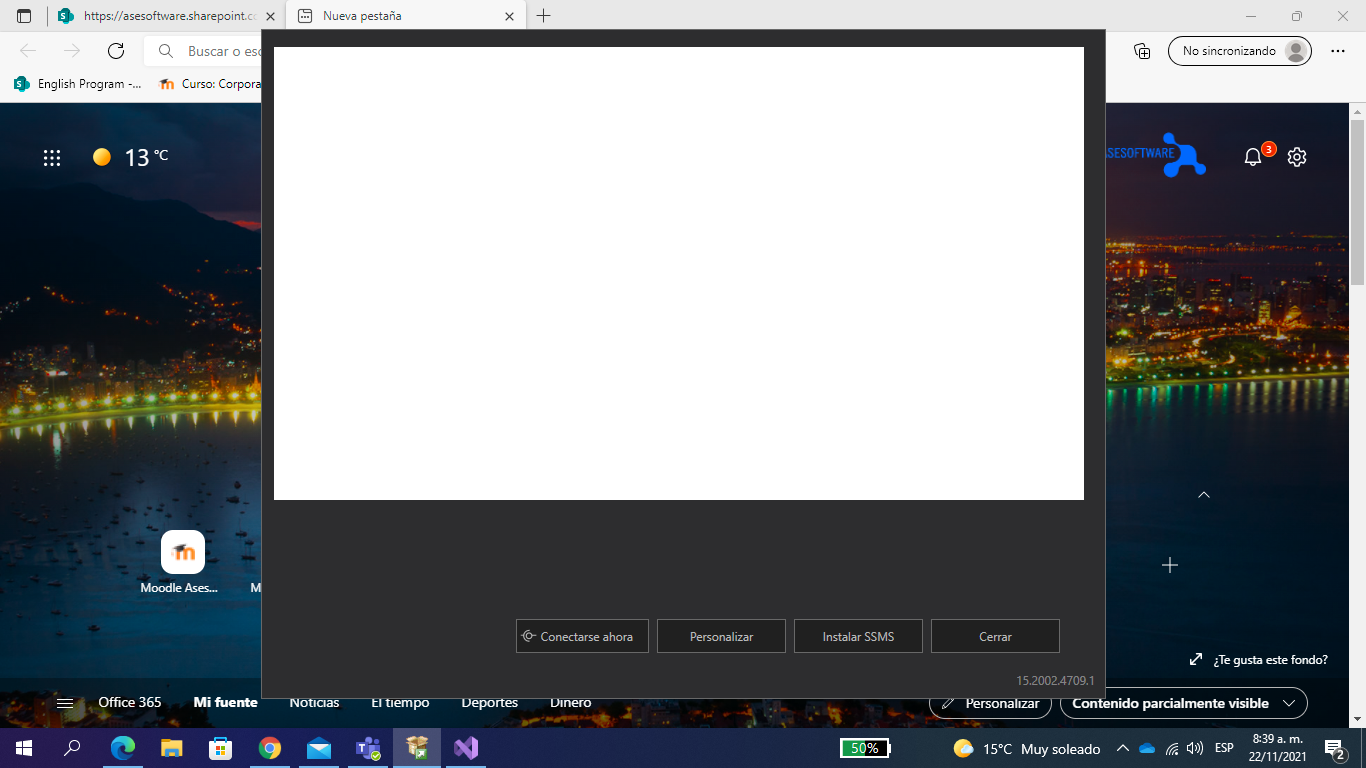 https://asesoftware.sharepoint.co
Nueva pestaña
Buscar o esc
No sincronizando
English Program -...
Curso: Corpora
13 °C
ASESOFTWARE
3
Moodle Ases...
M
Conectarse ahora
Personalizar
Instalar SSMS
Cerrar
15.2002.4709.1
¿Te gusta este fondo?
Office 365
Mi fuente
Noticias
El tiempo
Deportes
Dinero
Personalizar
Contenido parcialmente visible
50%
15°C Muy soleado
ESP
8:39 a. m.
22/11/2021
2